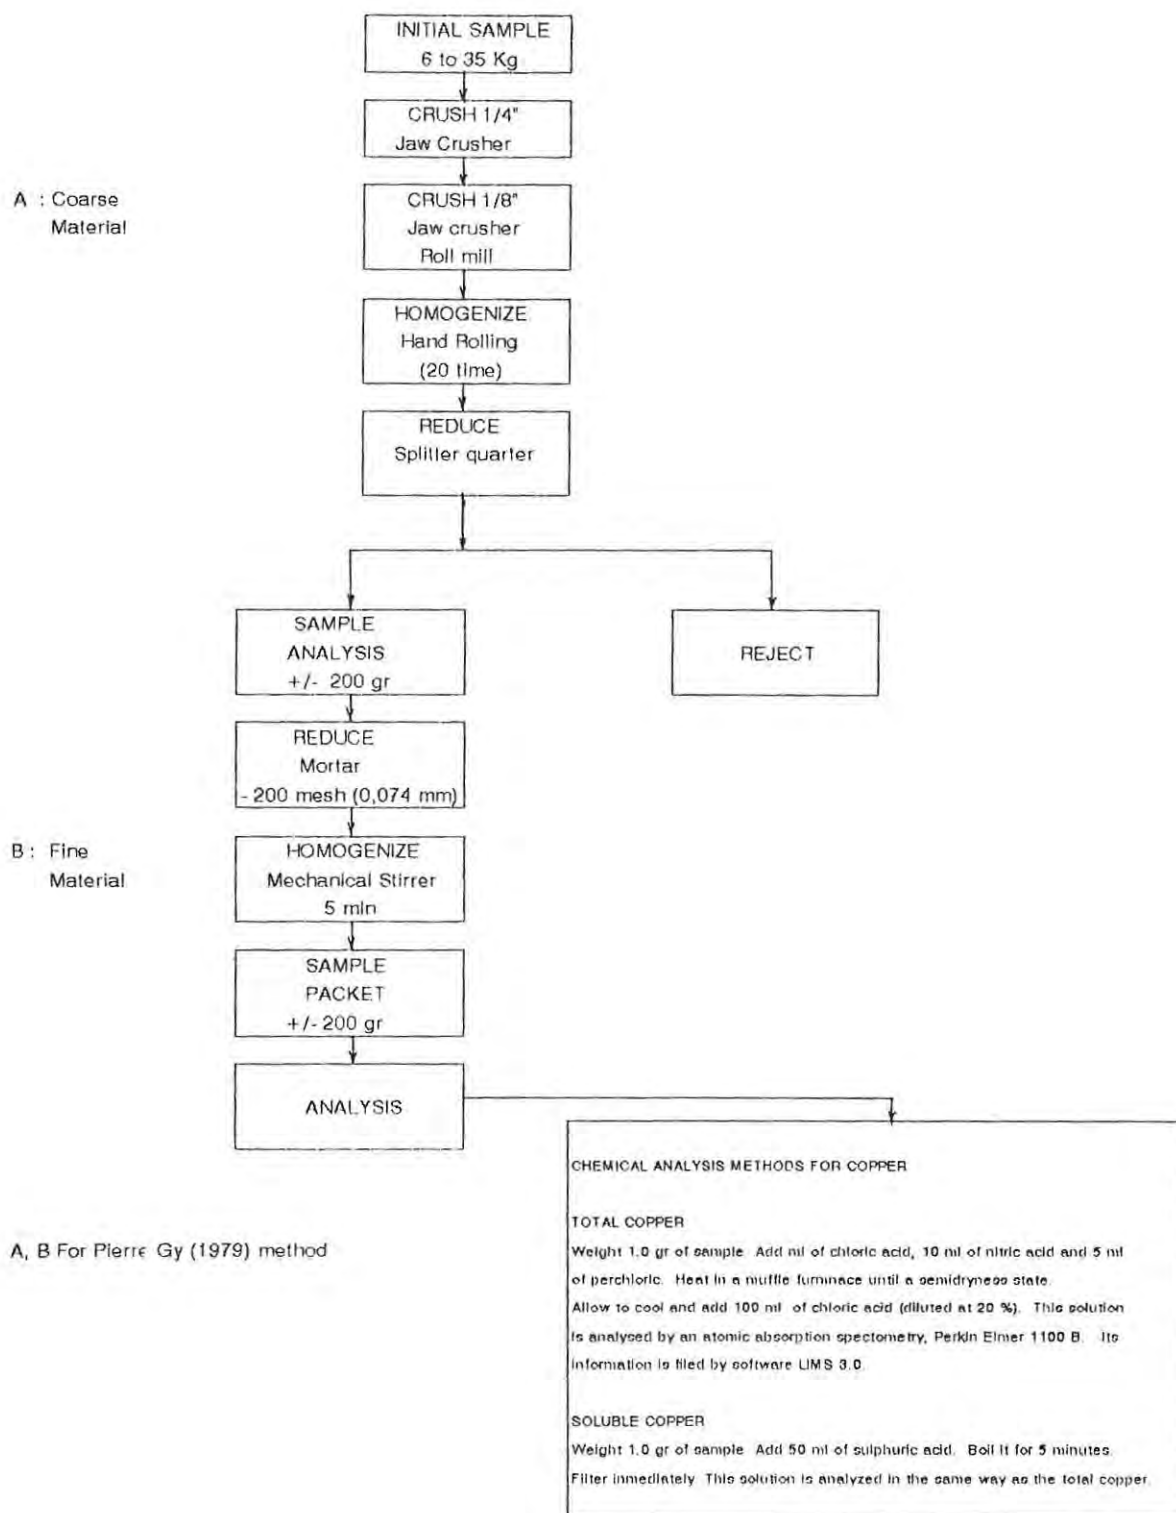 INITIAL SAMPLE
6 to 35 Kg
CRUSH 1/4"
Jaw Crusher
A : Coarse
Material
CRUSH 1/8"
Jaw crusher
Roll mill
HOMOGENIZE
Hand Rolling
(20 time)
REDUCE
Splitter quarter
SAMPLE
ANALYSIS
+/- 200 gr
REJECT
REDUCE
Mortar
- 200 mesh (0,074 mm)
B : Fine
Material
HOMOGENIZE
Mechanical Stirrer
5 min
SAMPLE
PACKET
+/- 200 gr
ANALYSIS
A, B For Pierre Gy (1979) method
CHEMICAL ANALYSIS METHODS FOR COPPER
TOTAL COPPER
Weight 1.0 gr of sample. Add ml of chloric acid, 10 ml of nitric acid and 5 ml
of perchloric. Heat in a muffle furninace until a semidryness state.
Allow to cool and add 100 ml of chloric acid (diluted at 20 %). This solution
is analysed by an atomic absorption spectometry, Perkin Elmer 1100 B. Its
information is filed by software LIMS 3.0.
SOLUBLE COPPER
Weight 1.0 gr of sample. Add 50 ml of sulphuric acid. Boil it for 5 minutes.
Filter inmediately. This solution is analyzed in the same way as the total copper.